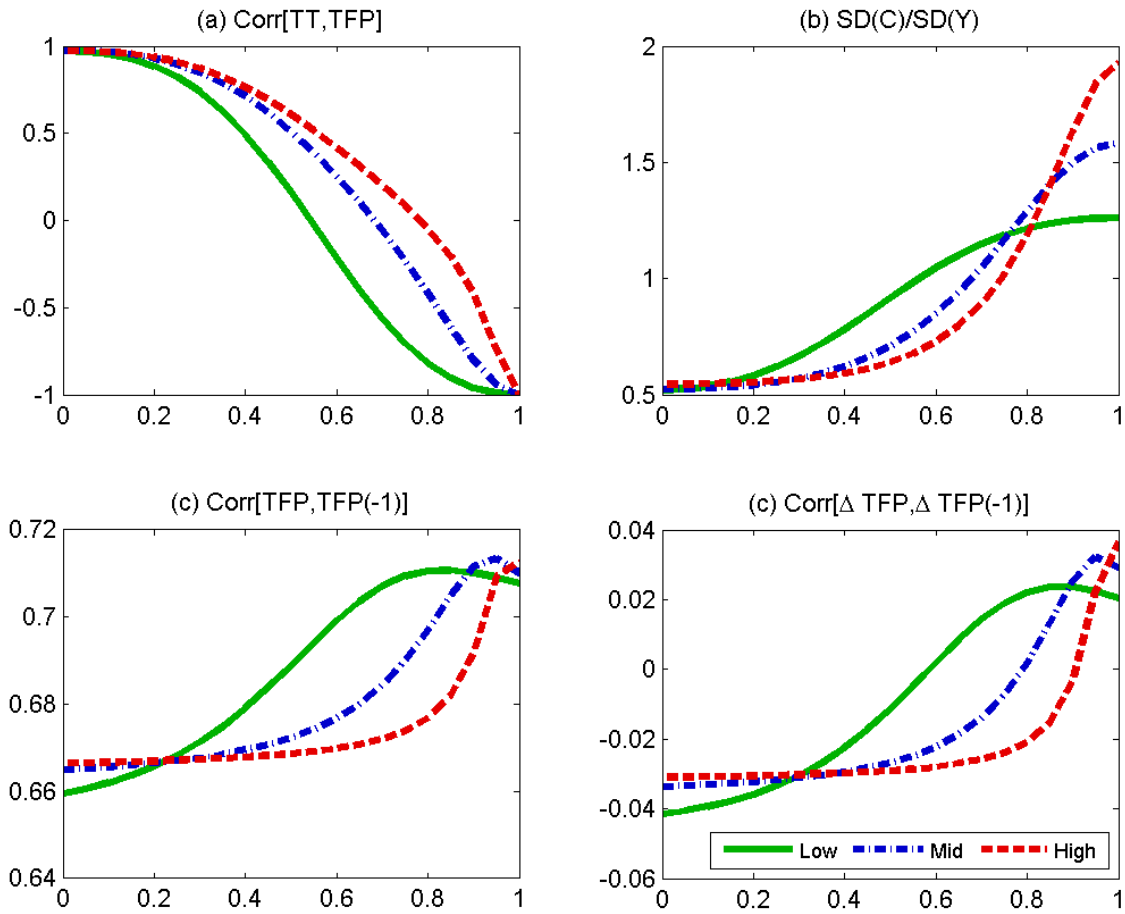 (a) Corr[TT,TFP]
1
0.5
0
-0.5
-1
0 0.2 0.4 0.6 0.8 1
(b) SD(C)/SD(Y)
2
1.5
1
0.5
0 0.2 0.4 0.6 0.8 1
(c) Corr[TFP,TFP(-1)]
0.72
0.7
0.68
0.66
0.64
0 0.2 0.4 0.6 0.8 1
(c) Corr[Δ TFP,Δ TFP(-1)]
0.04
0.02
0
-0.02
-0.04
-0.06
Low Mid High
0 0.2 0.4 0.6 0.8 1